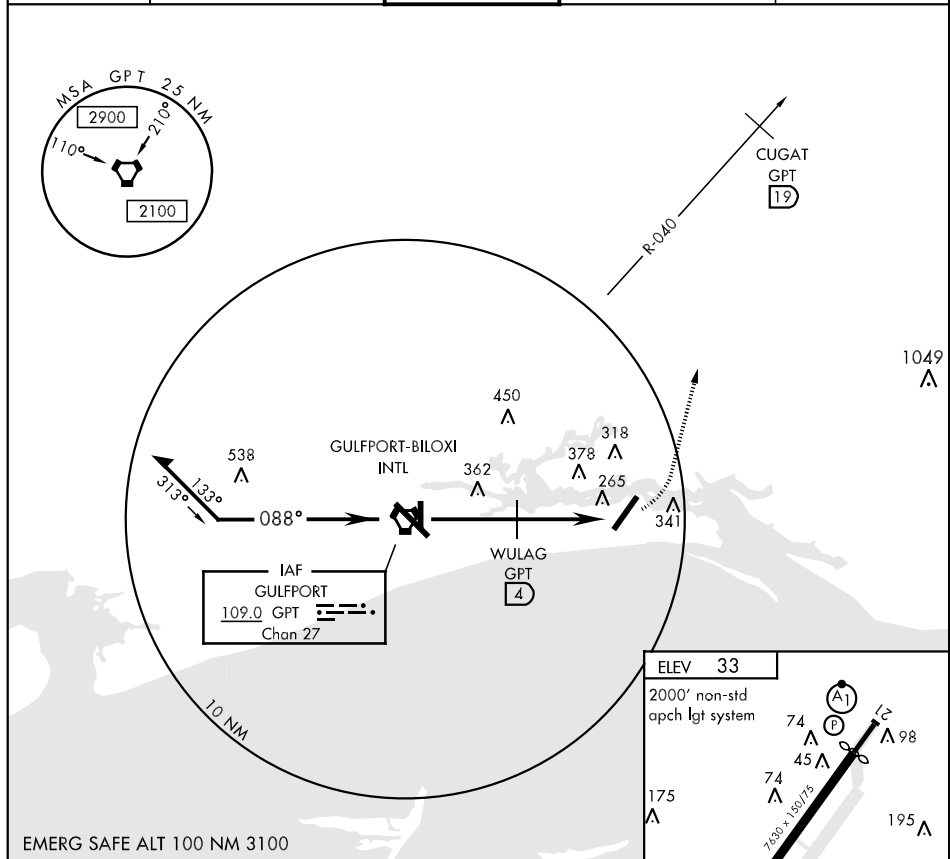 MSA GPT 25 NM
2900
110°
210°
2100
CUGAT
GPT
19
R-040
1049
450
GULFPORT-BILOXI
INTL
538
362
378
318
265
341
133°
313°
088°
WULAG
GPT
4
IAF
GULFPORT
109.0 GPT
Chan 27
10 NM
ELEV 33
2000' non-std
apch lgt system
A1
P
21
74
98
45
74
7630 x 150/75
175
195
EMERG SAFE ALT 100 NM 3100